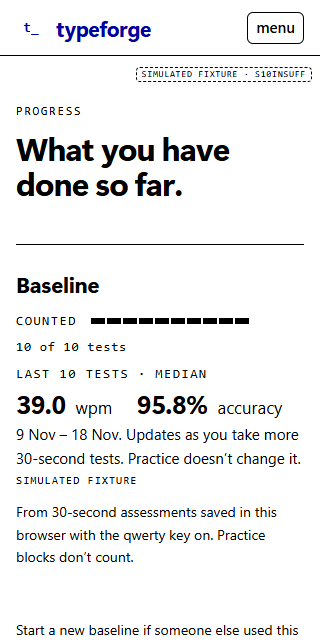 t_ typeforge menu
SIMULATED FIXTURE · S10INSUFF
PROGRESS
What you have
done so far.
Baseline
COUNTED
10 of 10 tests
LAST 10 TESTS · MEDIAN
39.0 wpm 95.8% accuracy
9 Nov – 18 Nov. Updates as you take more
30-second tests. Practice doesn’t change it.
SIMULATED FIXTURE
From 30-second assessments saved in this
browser with the qwerty key on. Practice
blocks don’t count.
Start a new baseline if someone else used this